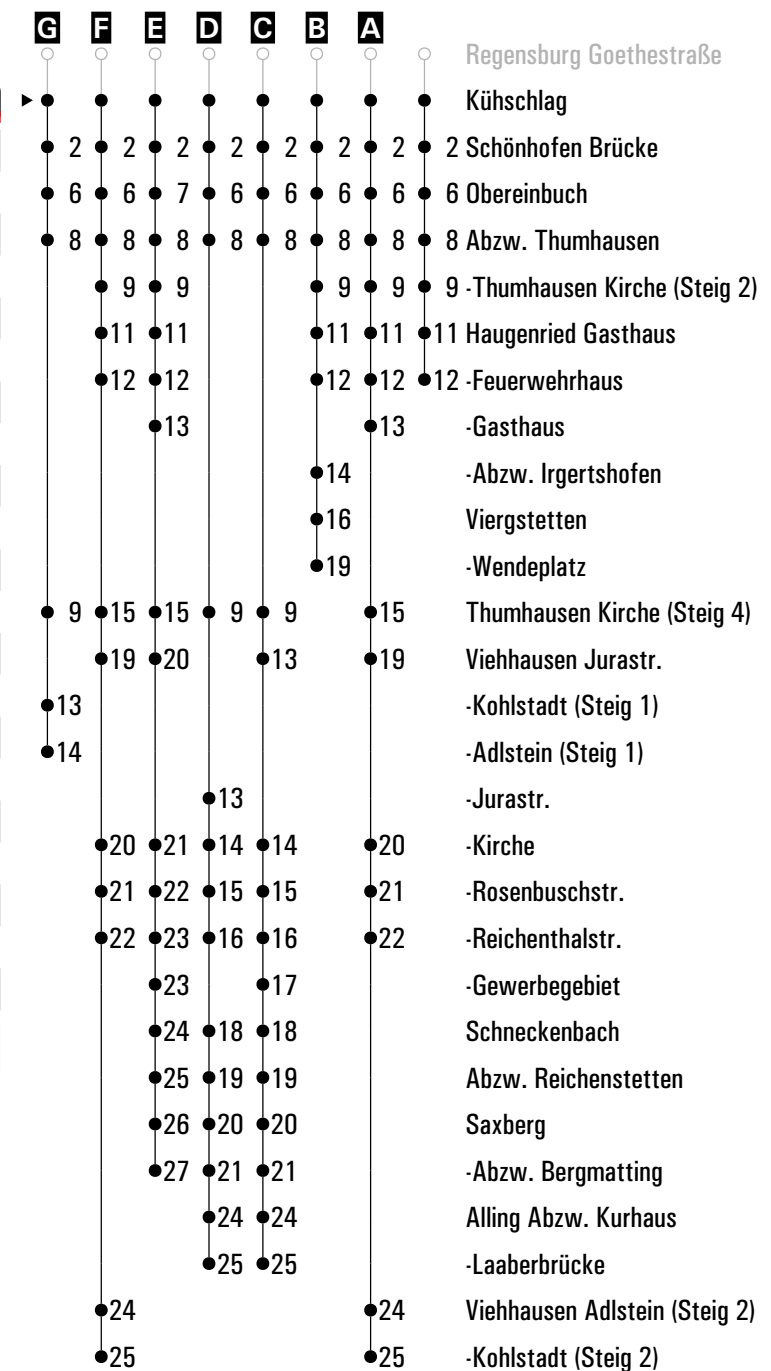 G F E D C B A
Regensburg Goethestraße
Kühschlag
2 2 2 2 2 2 2 2 Schönhofen Brücke
6 6 7 6 6 6 6 6 Obereinbuch
8 8 8 8 8 8 8 8 Abzw. Thumhausen
9 9 9 9 9 -Thumhausen Kirche (Steig 2)
11 11 11 11 11 Haugenried Gasthaus
12 12 12 12 12 -Feuerwehrhaus
13 13 -Gasthaus
14 -Abzw. Irgertshofen
16 Viergstetten
19 -Wendeplatz
9 15 15 9 9 15 Thumhausen Kirche (Steig 4)
19 20 13 19 Viehhausen Jurastr.
13 -Kohlstadt (Steig 1)
14 -Adlstein (Steig 1)
13 -Jurastr.
20 21 14 14 20 -Kirche
21 22 15 15 21 -Rosenbuschstr.
22 23 16 16 22 -Reichenthalstr.
23 17 -Gewerbegebiet
24 18 18 Schneckenbach
25 19 19 Abzw. Reichenstetten
26 20 20 Saxberg
27 21 21 -Abzw. Bergmatting
24 24 Alling Abzw. Kurhaus
25 25 -Laaberbrücke
24 24 Viehhausen Adlstein (Steig 2)
25 25 -Kohlstadt (Steig 2)